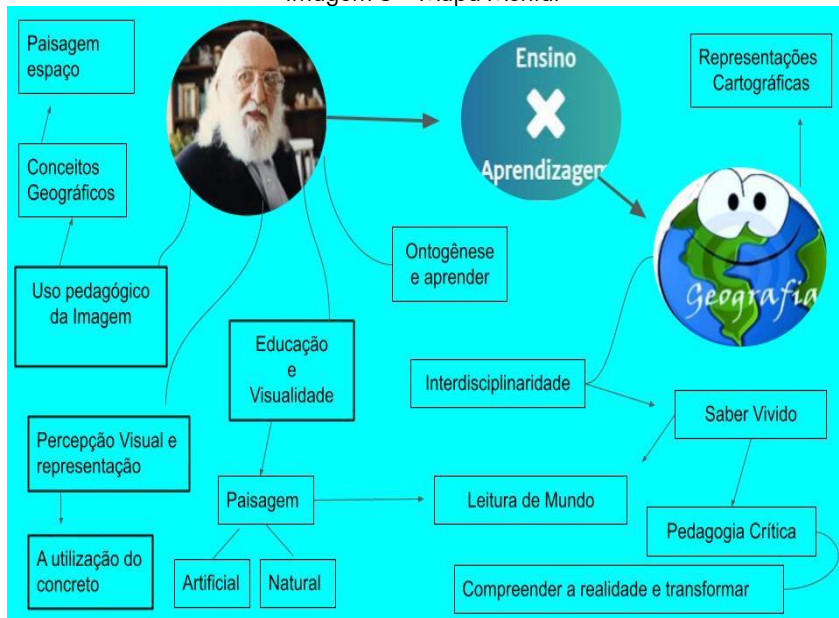 Paisagem
espaço
Ensino
Aprendizagem
Representações
Cartográficas
Conceitos
Geográficos
Ontogênese
e aprender
Geografia
Uso pedagógico
da Imagem
Educação
e
Visualidade
Interdisciplinaridade
Saber Vivido
Percepção Visual e
representação
Paisagem
Leitura de Mundo
Pedagogia Crítica
A utilização do
concreto
Artificial
Natural
Compreender a realidade e transformar